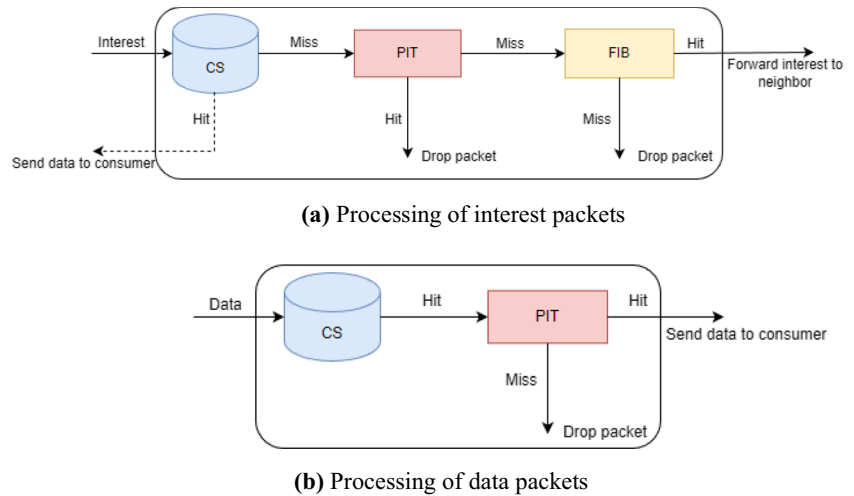 Interest
CS
Miss
PIT
Miss
FIB
Hit
Forward interest to
neighbor
Hit
Hit
Miss
Send data to consumer
Drop packet
Drop packet
(a) Processing of interest packets
Data
CS
Hit
PIT
Hit
Send data to consumer
Miss
Drop packet
(b) Processing of data packets